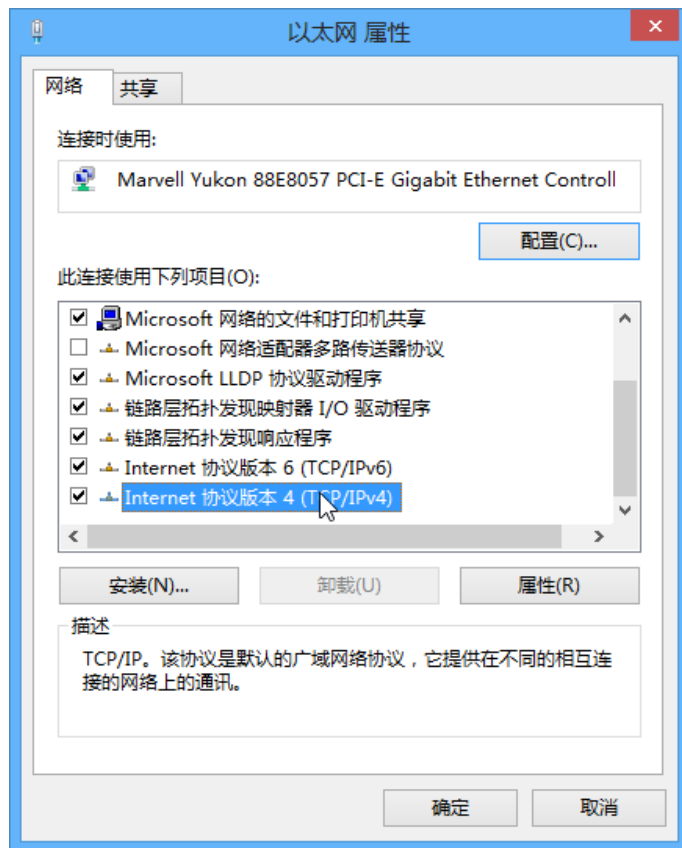 以太网 属性
网络
共享
连接时使用:
Marvell Yukon 88E8057 PCI-E Gigabit Ethernet Controll
配置(C)...
此连接使用下列项目(O):
Microsoft 网络的文件和打印机共享
Microsoft 网络适配器多路传送器协议
Microsoft LLDP 协议驱动程序
链路层拓扑发现映射器 I/O 驱动程序
链路层拓扑发现响应程序
Internet 协议版本 6 (TCP/IPv6)
Internet 协议版本 4 (TCP/IPv4)
安装(N)...
卸载(U)
属性(R)
描述
TCP/IP。该协议是默认的广域网络协议，它提供在不同的相互连
接的网络上的通讯。
确定
取消